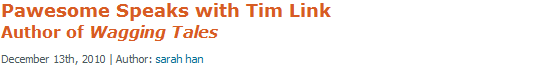 Pawesome Speaks with Tim Link
Author of Wagging Tales
December 13th, 2010 | Author: sarah han